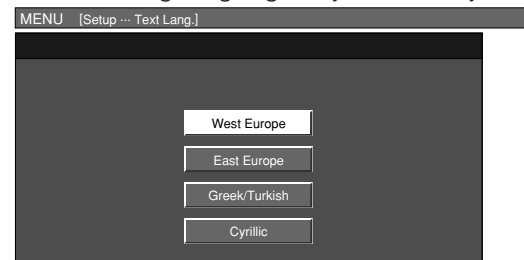 MENU [Setup ··· Text Lang.]
West Europe
East Europe
Greek/Turkish
Cyrillic